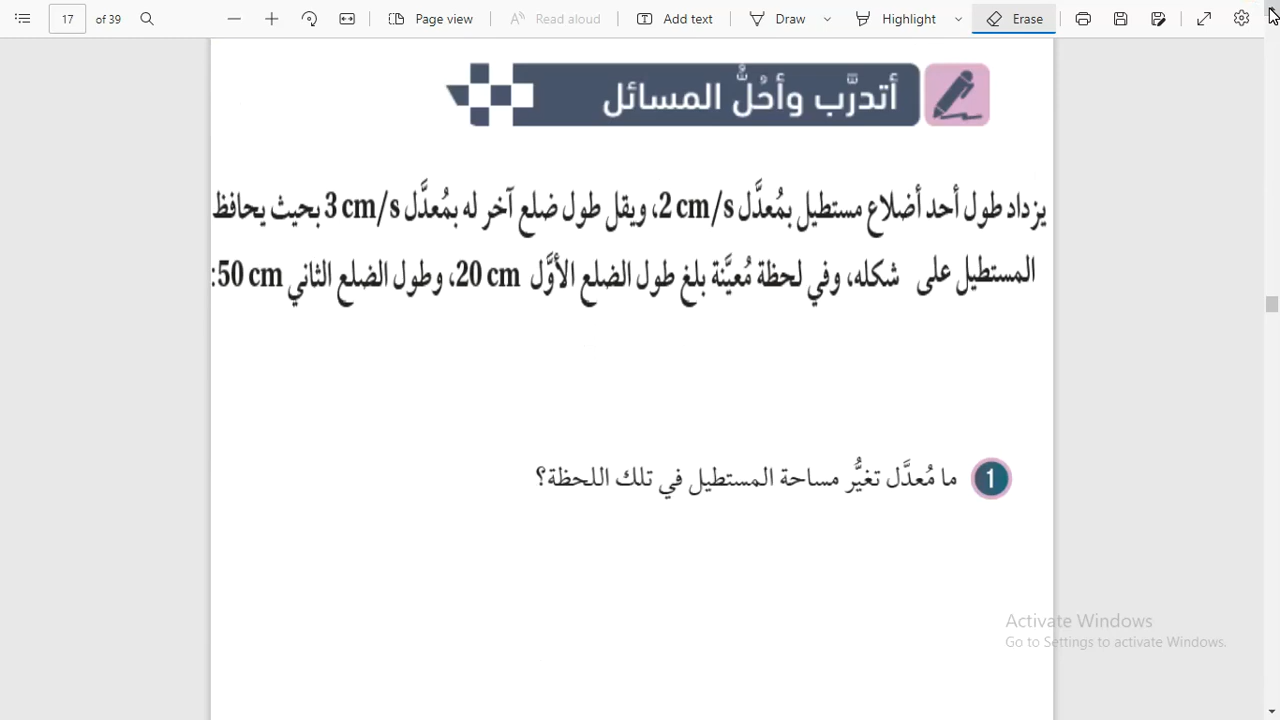 17 of 39 Page view Read aloud Add text Draw Highlight Erase
أتدرَّب وأحُلُّ المسائل
يزداد طول أحد أضلاع مستطيل بمُعدَّل 2 cm/s، ويقل طول ضلع آخر له بمُعدَّل 3 cm/s بحيث يحافظ
المستطيل على شكله، وفي لحظة مُعيَّنة بلغ طول الضلع الأوَّل 20 cm، وطول الضلع الثاني 50 cm:
1 ما مُعدَّل تغيُّر مساحة المستطيل في تلك اللحظة؟
Activate Windows
Go to Settings to activate Windows.